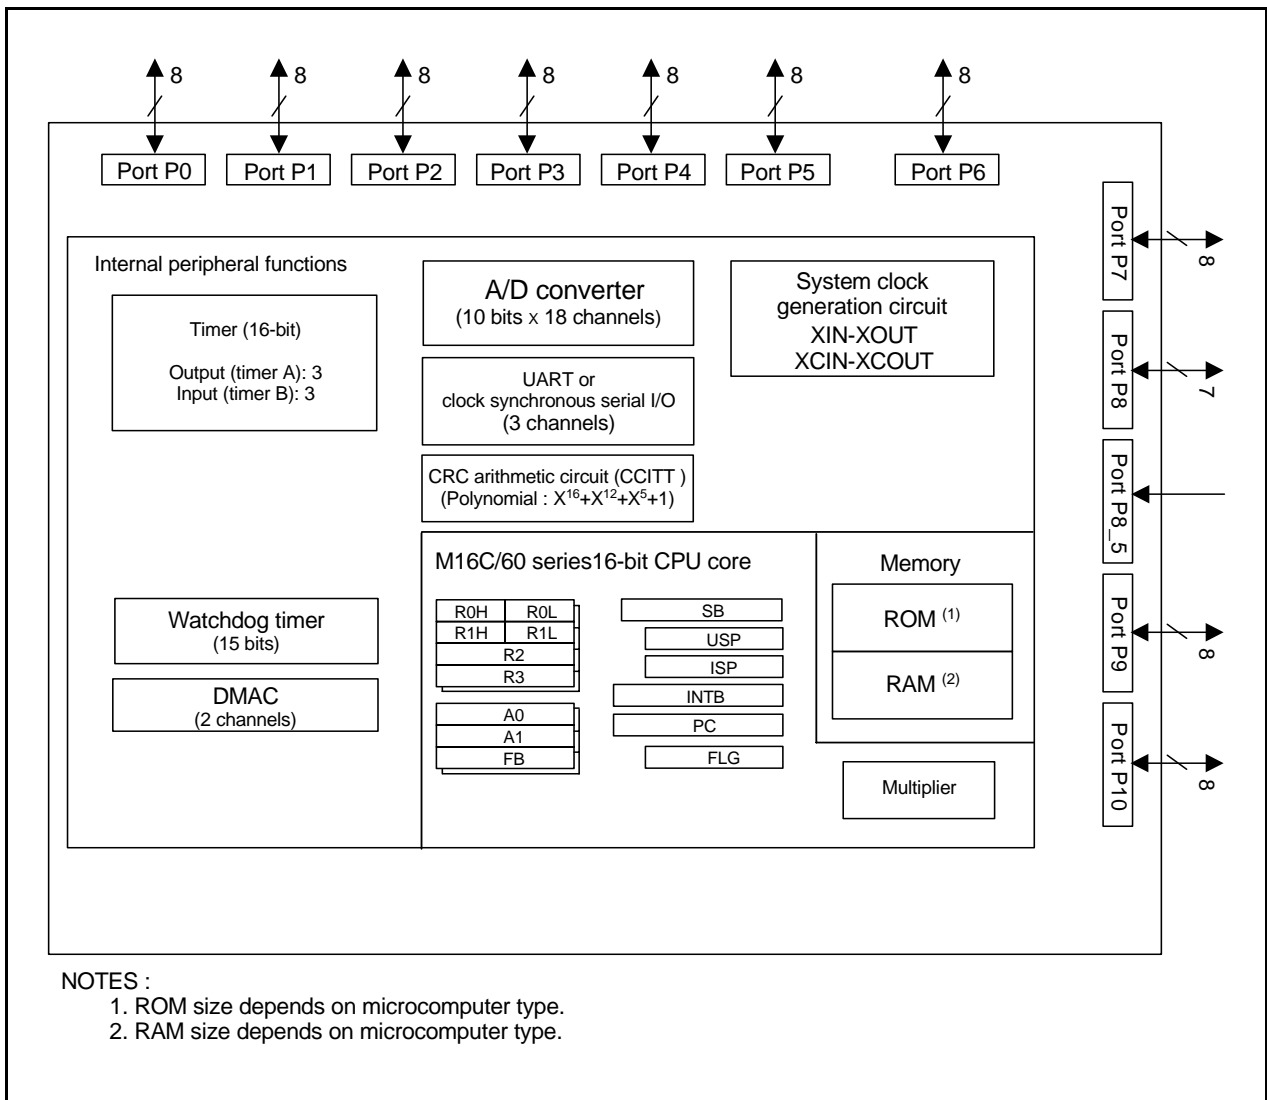 8 8 8 8 8 8 8
Port P0 Port P1 Port P2 Port P3 Port P4 Port P5 Port P6
Port P7
8
Port P8
7
Port P8_5
Port P9
8
Port P10
8
Internal peripheral functions
Timer (16-bit)
Output (timer A): 3
Input (timer B): 3
Watchdog timer
(15 bits)
DMAC
(2 channels)
A/D converter
(10 bits x 18 channels)
UART or
clock synchronous serial I/O
(3 channels)
CRC arithmetic circuit (CCITT )
(Polynomial : X16+X12+X5+1)
System clock
generation circuit
XIN-XOUT
XCIN-XCOUT
M16C/60 series16-bit CPU core
R0H R0L
R1H R1L
R2
R3
A0
A1
FB
SB
USP
ISP
INTB
PC
FLG
Memory
ROM (1)
RAM (2)
Multiplier
NOTES :
1. ROM size depends on microcomputer type.
2. RAM size depends on microcomputer type.